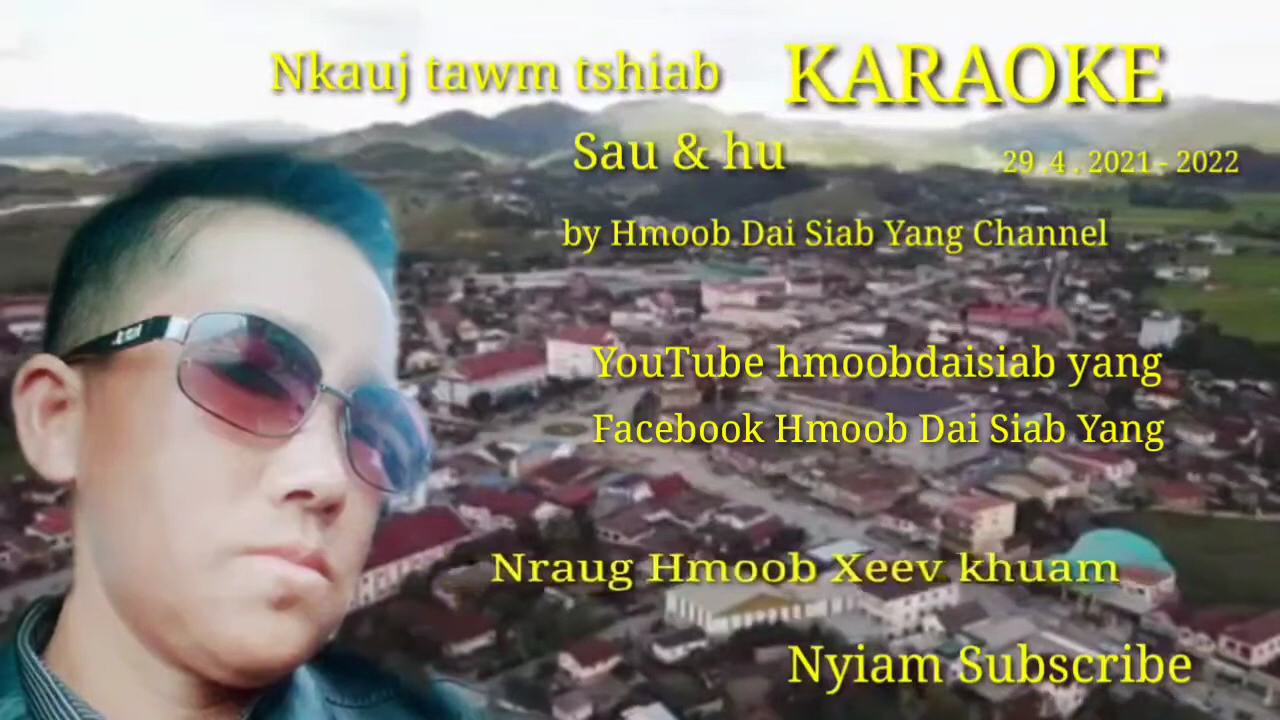 Nkauj tawm tshiab KARAOKE
Sau & hu
29 .4 . 2021 - 2022
by Hmoob Dai Siab Yang Channel
YouTube hmoobdaisiab yang
Facebook Hmoob Dai Siab Yang
Nraug Hmoob Xeev khuam
Nyiam Subscribe